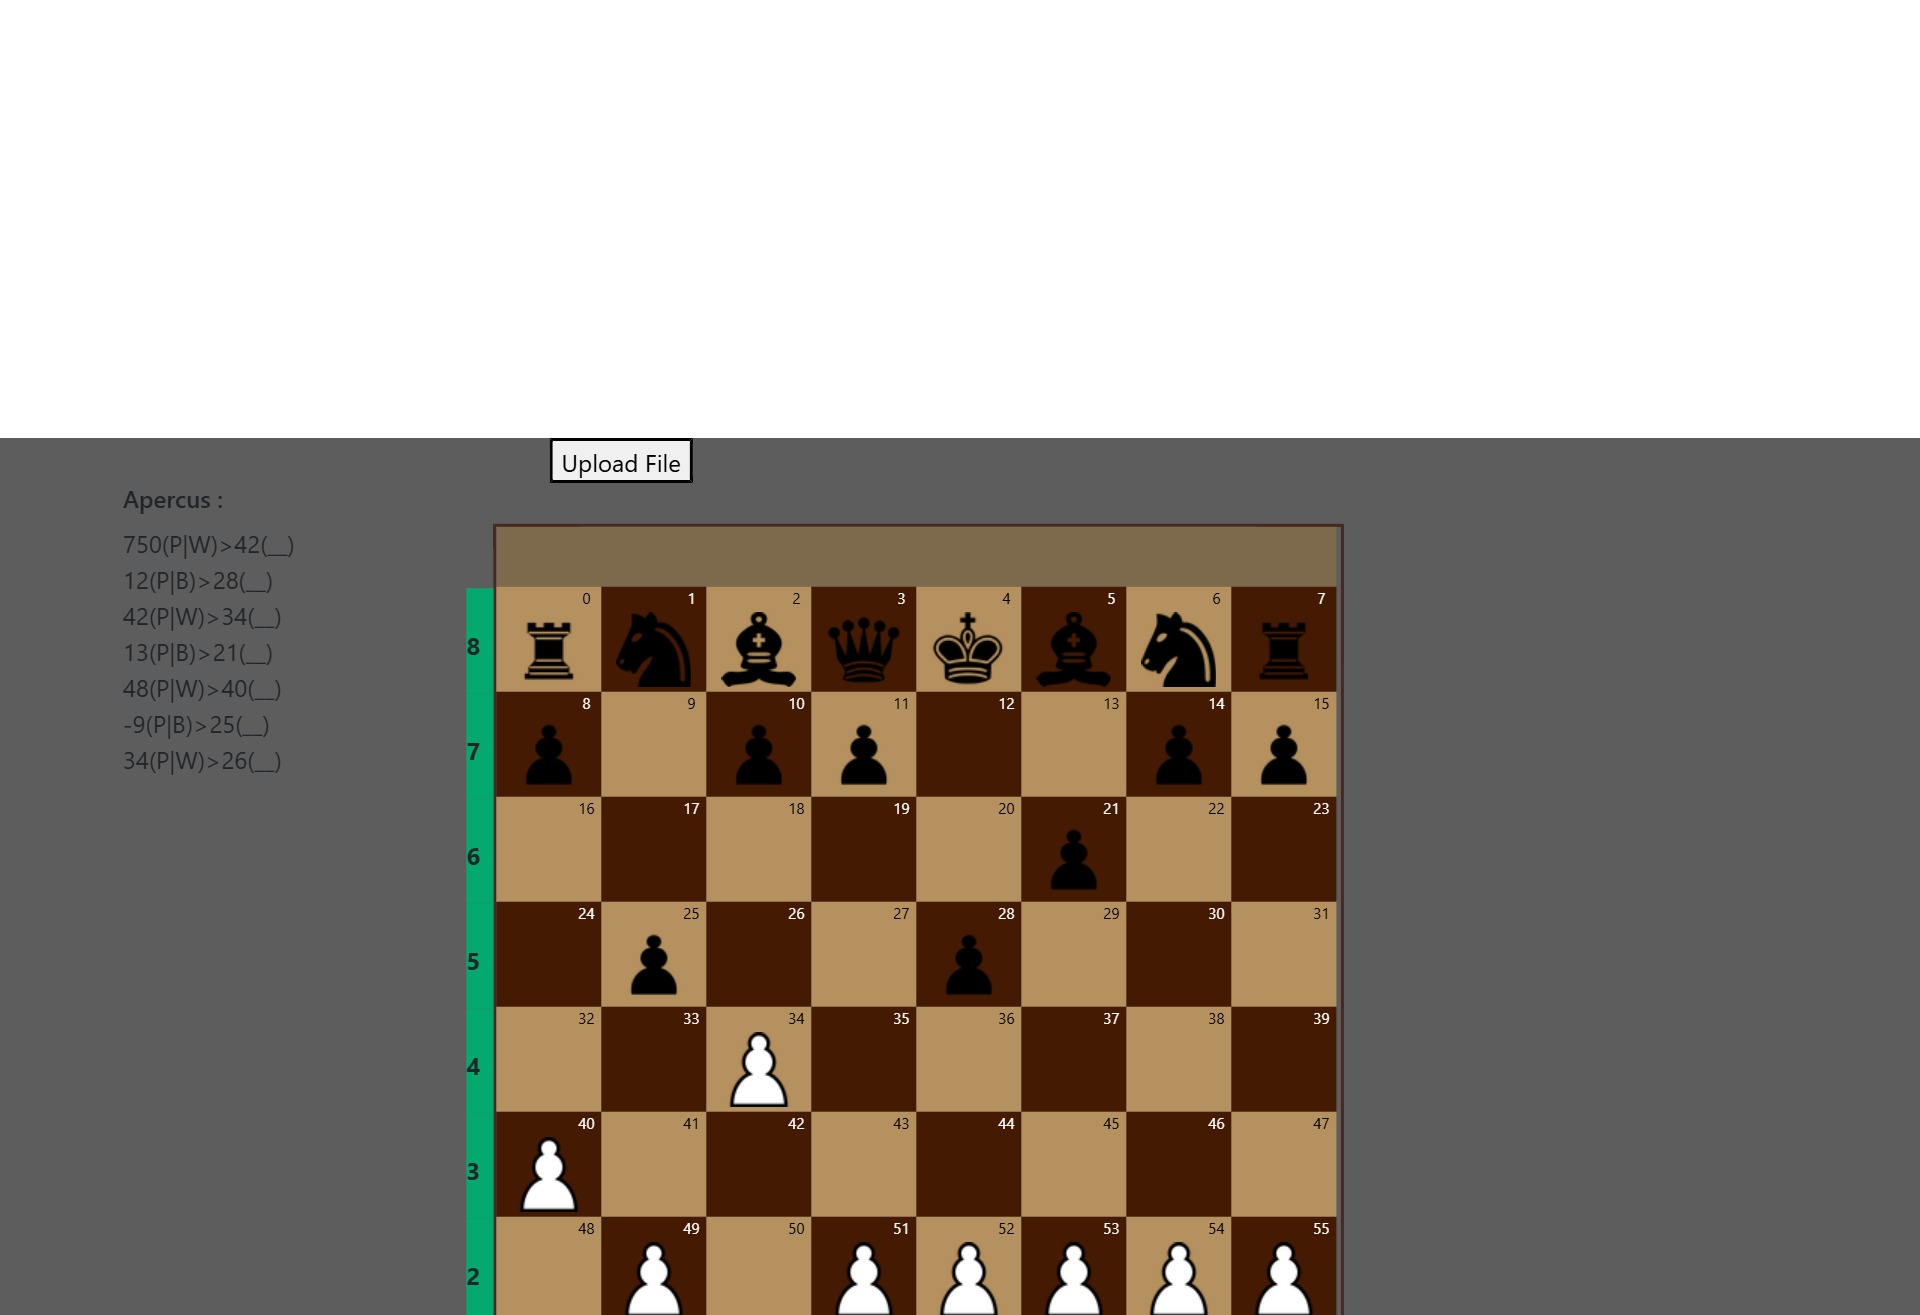 Upload File
Apercus :
750(P|W)>42(__)
12(P|B)>28(__)
42(P|W)>34(__)
13(P|B)>21(__)
48(P|W)>40(__)
-9(P|B)>25(__)
34(P|W)>26(__)
0 1 2 3 4 5 6 7
8
8 9 10 11 12 13 14 15
7
16 17 18 19 20 21 22 23
6
24 25 26 27 28 29 30 31
5
32 33 34 35 36 37 38 39
4
40 41 42 43 44 45 46 47
3
48 49 50 51 52 53 54 55
2